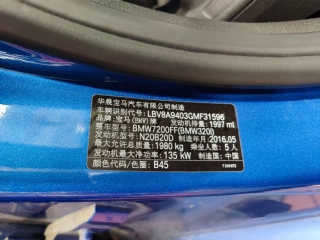 华晨宝马汽车有限公司制造
车辆识别代号: LBV8A9403GMF31596
品牌: 宝马(BMW)牌 发动机排量: 1997 ml
整车型号: BMW7200FF(BMW320i)
发动机型号: N20B20D 制造年月: 2016.05
最大允许总质量: 1980 kg 乘坐人数: 5 人
发动机最大净功率: 135 kW 制造国: 中国
颜色代码/色圈: B45